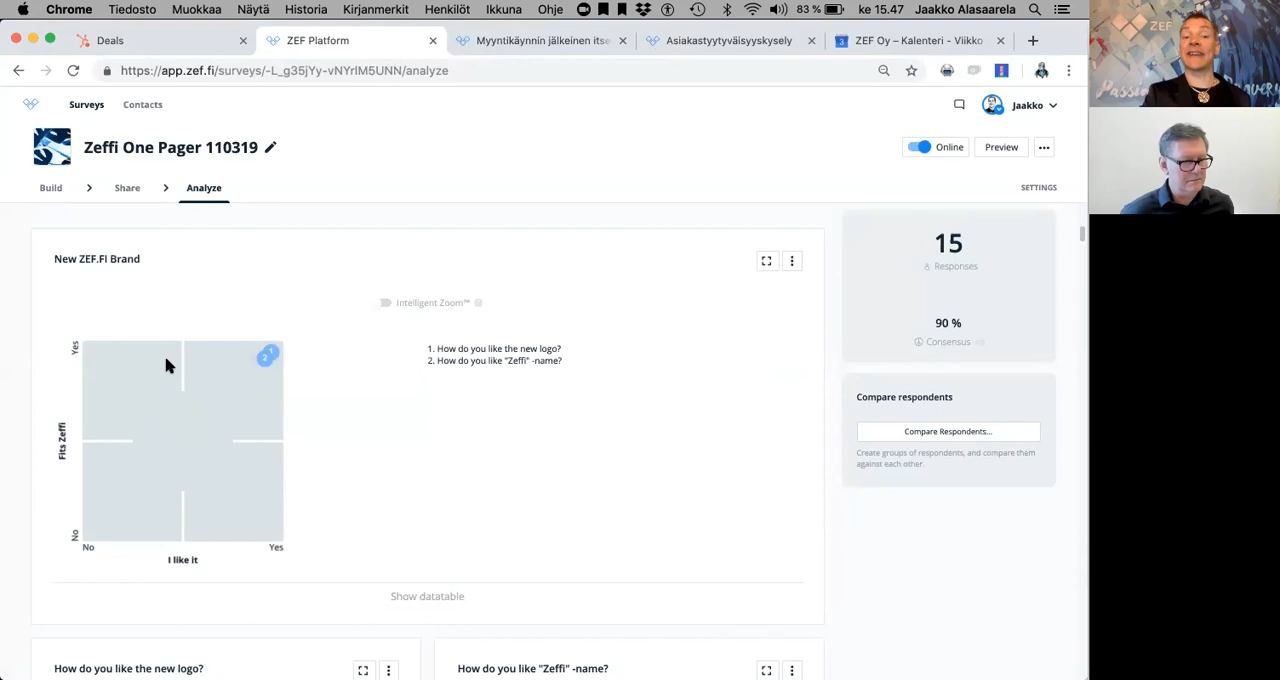 Chrome Tiedosto Muokkaa Näytä Historia Kirjanmerkit Henkilöt Ikkuna Ohje 83 % ke 15.47 Jaakko Alasaarela
Deals ZEF Platform Myyntikäynnin jälkeinen itse Asiakastyytyväisyyskysely 3 ZEF Oy – Kalenteri - Viikko
https://app.zef.fi/surveys/-L_g35jYy-vNYrIM5UNN/analyze
Surveys Contacts Jaakko
Zeffi One Pager 110319 Online Preview
Build Share Analyze SETTINGS
New ZEF.FI Brand
Intelligent Zoom™
Yes
Fits Zeffi
No
1
2
No Yes
I like it
1. How do you like the new logo?
2. How do you like "Zeffi" -name?
Show datatable
15
Responses
90 %
Consensus
Compare respondents
Compare Respondents...
Create groups of respondents, and compare them
against each other.
How do you like the new logo? How do you like "Zeffi" -name?
ZEF